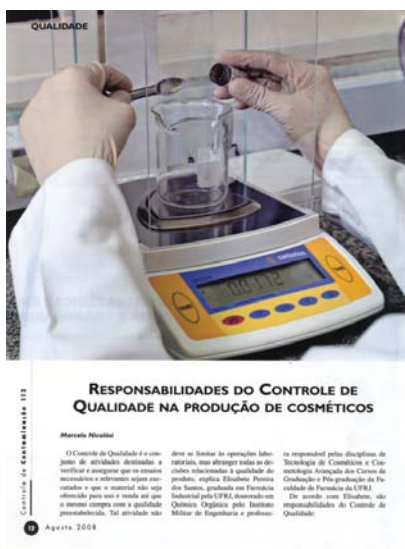 QUALIDADE
sartorius
RESPONSABILIDADES DO CONTROLE DE
QUALIDADE NA PRODUÇÃO DE COSMÉTICOS
Marcelo Nicolósi
O Controle de Qualidade é o con-
junto de atividades destinadas a
verificar e assegurar que os ensaios
necessários e relevantes sejam exe-
cutados e que o material não seja
oferecido para uso e venda até que
o mesmo cumpra com a qualidade
preestabelecida. Tal atividade não
deve se limitar às operações labo-
ratoriais, mas abranger todas as de-
cisões relacionadas à qualidade do
produto, explica Elisabete Pereira
dos Santos, graduada em Farmácia
Industrial pela UFRJ, doutorado em
Química Orgânica pelo Instituto
Militar de Engenharia e professo-
ra responsável pelas disciplinas de
Tecnologia de Cosméticos e Cos-
metologia Avançada dos Cursos de
Graduação e Pós-graduação da Fa-
culdade de Farmácia da UFRJ.
De acordo com Elisabete, são
responsabilidades do Controle de
Qualidade:
Controle de Contaminação 112
Agosto 2008